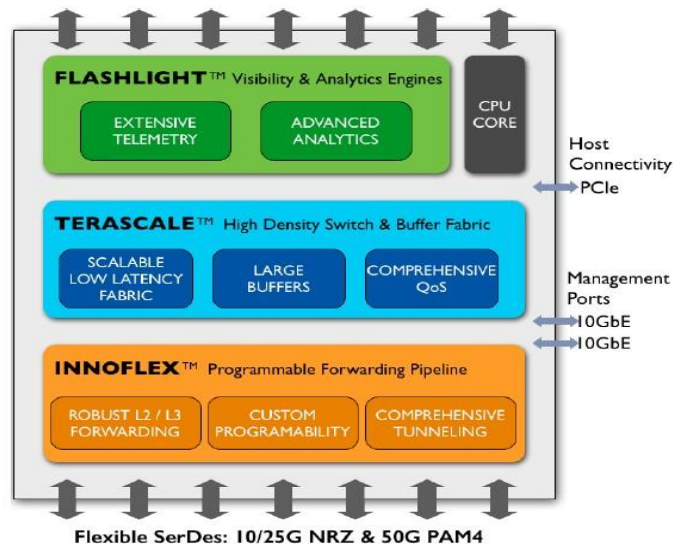 FLASHLIGHT™ Visibility & Analytics Engines
EXTENSIVE
TELEMETRY
ADVANCED
ANALYTICS
CPU
CORE
Host
Connectivity
PCIe
TERASCALE™ High Density Switch & Buffer Fabric
SCALABLE
LOW LATENCY
FABRIC
LARGE
BUFFERS
COMPREHENSIVE
QoS
Management
Ports
10GbE
10GbE
INNOFLEX™ Programmable Forwarding Pipeline
ROBUST L2 / L3
FORWARDING
CUSTOM
PROGRAMABILITY
COMPREHENSIVE
TUNNELING
Flexible SerDes: 10/25G NRZ & 50G PAM4